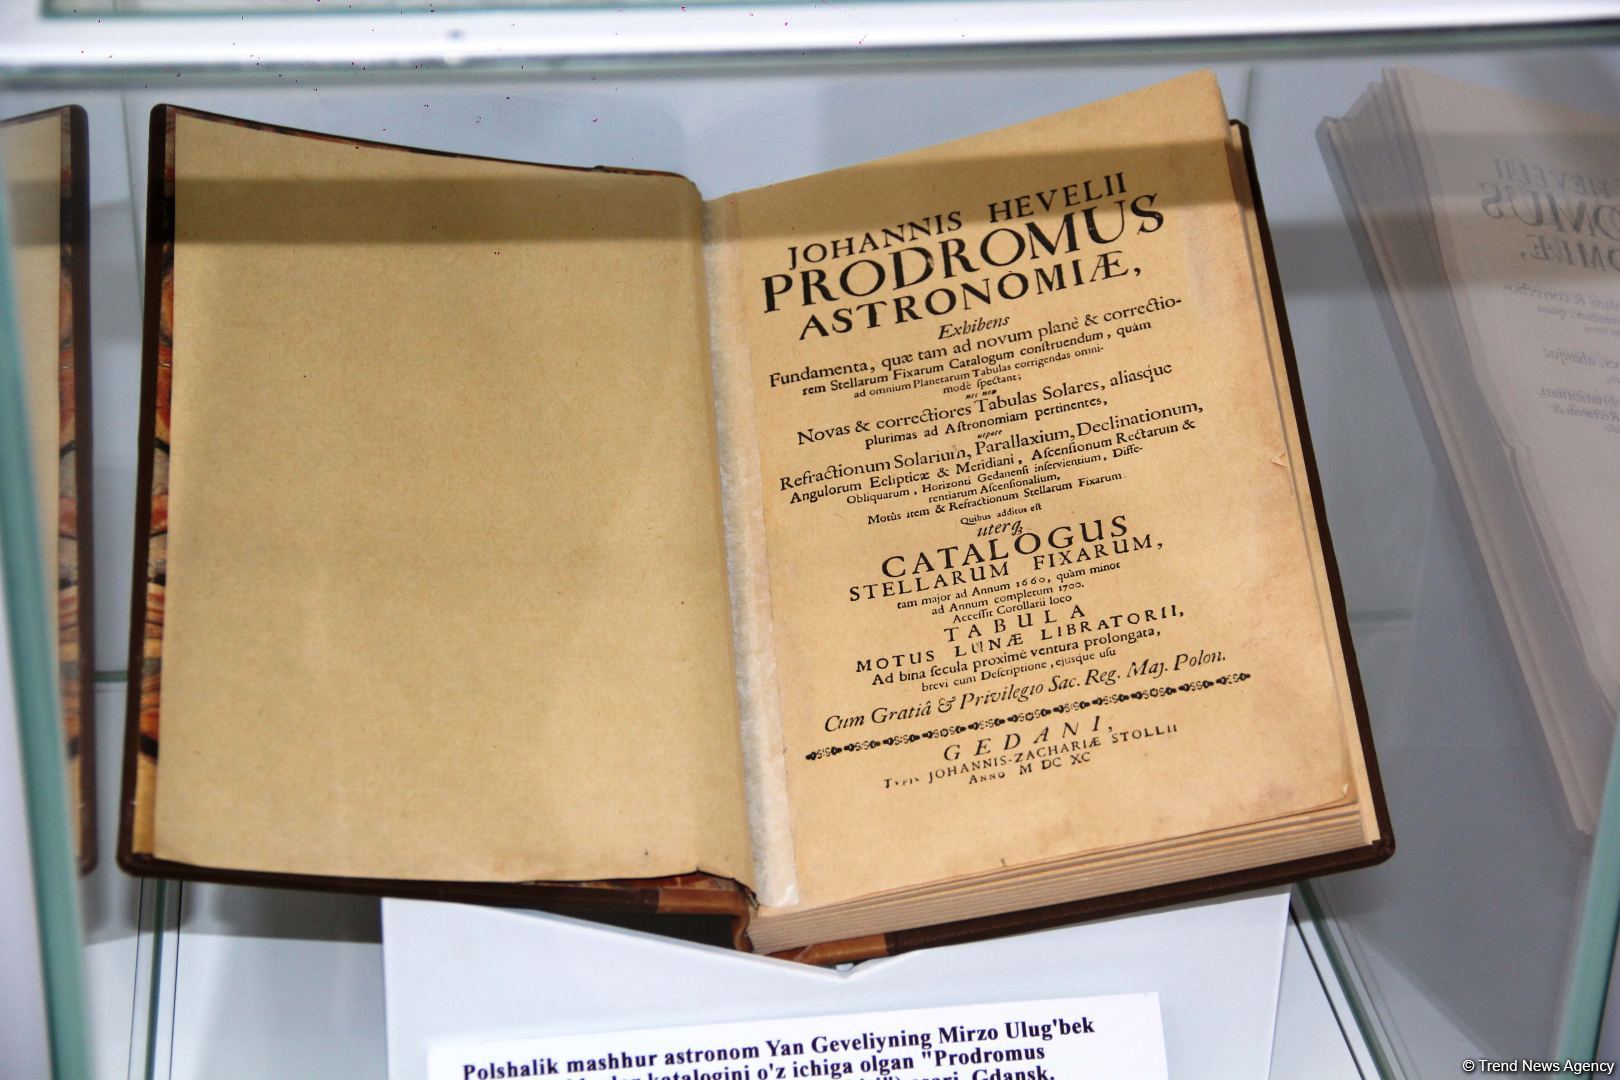 JOHANNIS HEVELII
PRODROMUS
ASTRONOMIÆ,
Exhibens
Fundamenta, quæ tam ad novum planè & correctio-
rem Stellarum Fixarum Catalogum conſtruendum, quàm
ad omnium Planetarum Tabulas corrigendas omni-
modè ſpectant;
nec non
Novas & correctiores Tabulas Solares, aliasque
plurimas ad Aſtronomiam pertinentes,
utpote
Refractionum Solarium, Parallaxium, Declinationum,
Angulorum Eclipticæ & Meridiani, Aſcenſionum Rectarum &
Obliquarum, Horizonti Gedanenſi inſervientium, Diffe-
rentiarum Aſcenſionalium,
Motûs item & Refractionum Stellarum Fixarum
Quibus additus eſt
uterq;
CATALOGUS
STELLARUM FIXARUM,
tam major ad Annum 1660, quàm minor
ad Annum completum 1700.
Acceſſit Corollarii loco
TABULA
MOTUS LUNÆ LIBRATORII,
Ad bina ſecula proximè ventura prolongata,
brevi cum Deſcriptione, ejusque uſu
Cum Gratiâ & Privilegio Sac. Reg. Maj. Polon.
GEDANI,
Typis JOHANNIS-ZACHARIÆ STOLLII
Anno M DC XC
Polshalik mashhur astronom Yan Geveliyning Mirzo Ulug'bek
katalogini o'z ichiga olgan "Prodromus
asari, Gdansk.
© Trend News Agency